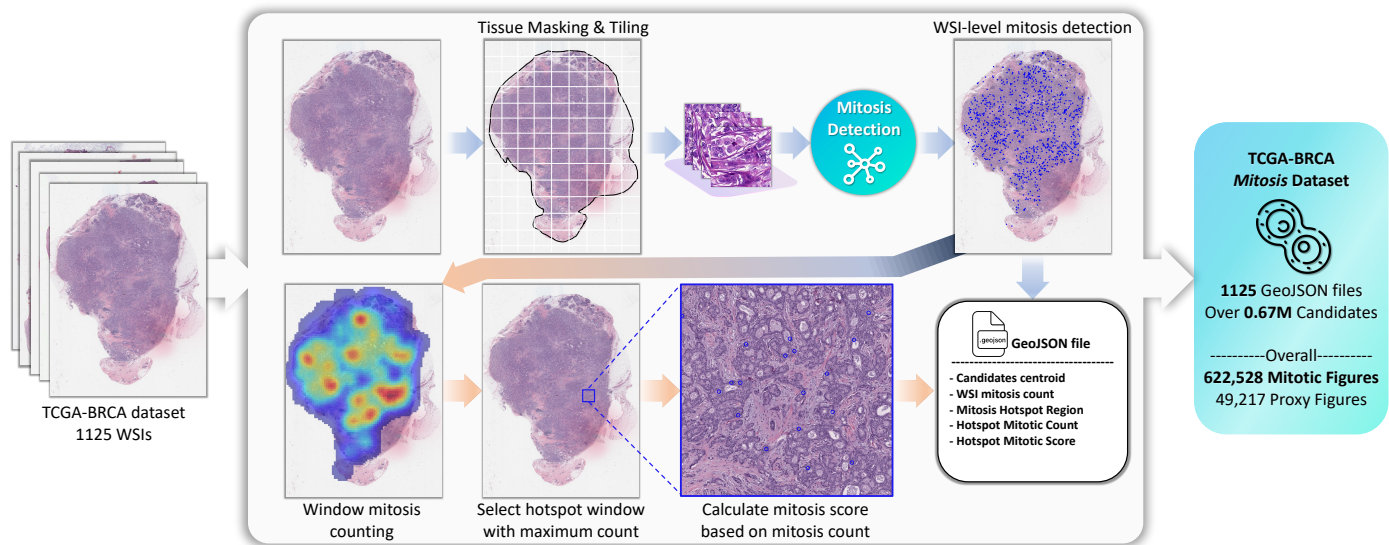 Tissue Masking & Tiling
WSI-level mitosis detection
Mitosis
Detection
TCGA-BRCA dataset
1125 WSIs
Window mitosis
counting
Select hotspot window
with maximum count
Calculate mitosis score
based on mitosis count
.geojson
GeoJSON file
------------------------------------
- Candidates centroid
- WSI mitosis count
- Mitosis Hotspot Region
- Hotspot Mitotic Count
- Hotspot Mitotic Score
TCGA-BRCA
Mitosis Dataset
1125 GeoJSON files
Over 0.67M Candidates
----------Overall----------
622,528 Mitotic Figures
49,217 Proxy Figures